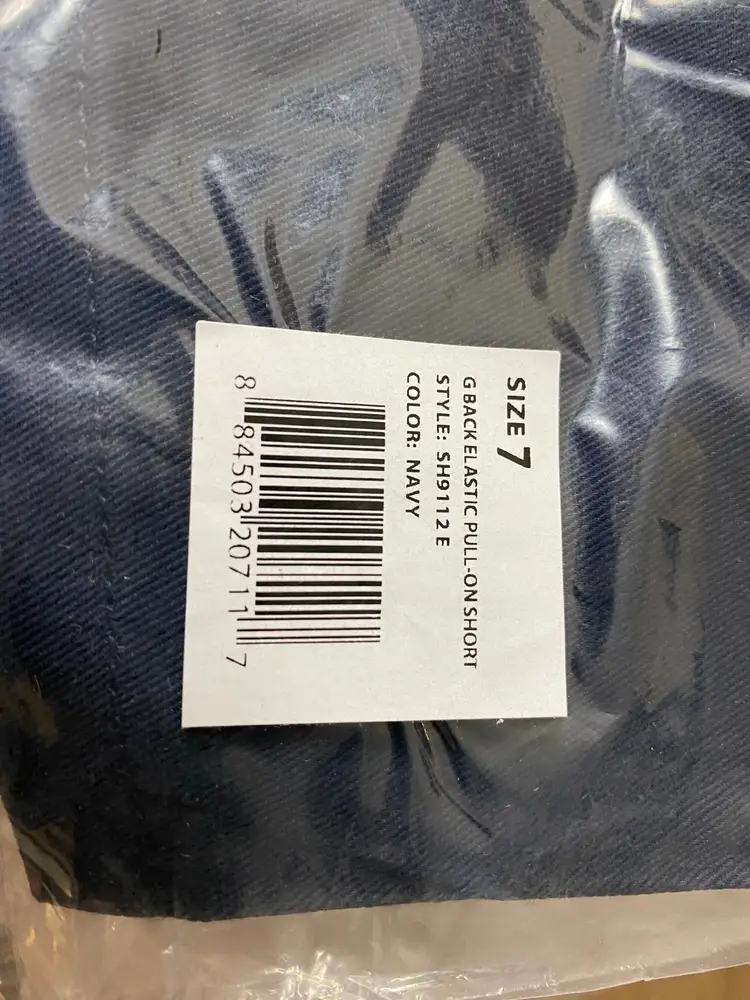 SIZE 7
G BACK ELASTIC PULL-ON SHORT
STYLE: SH9112 E
COLOR: NAVY
8 84503 20711 7